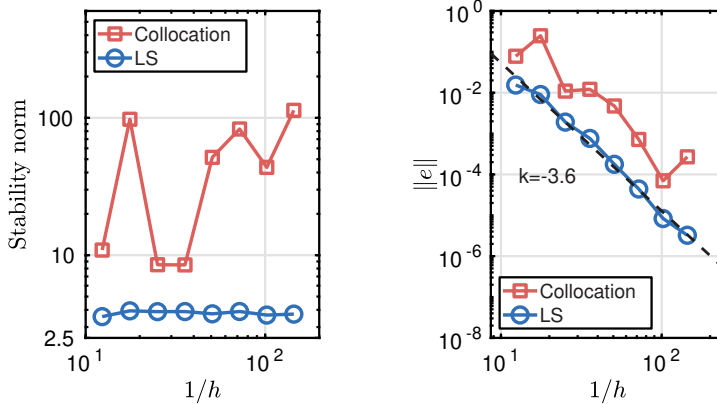 Collocation
LS
Stability norm
100
10
2.5
10^1
10^2
1/h
10^0
10^-2
10^-4
10^-6
10^-8
||e||
k=-3.6
Collocation
LS
10^1
10^2
1/h